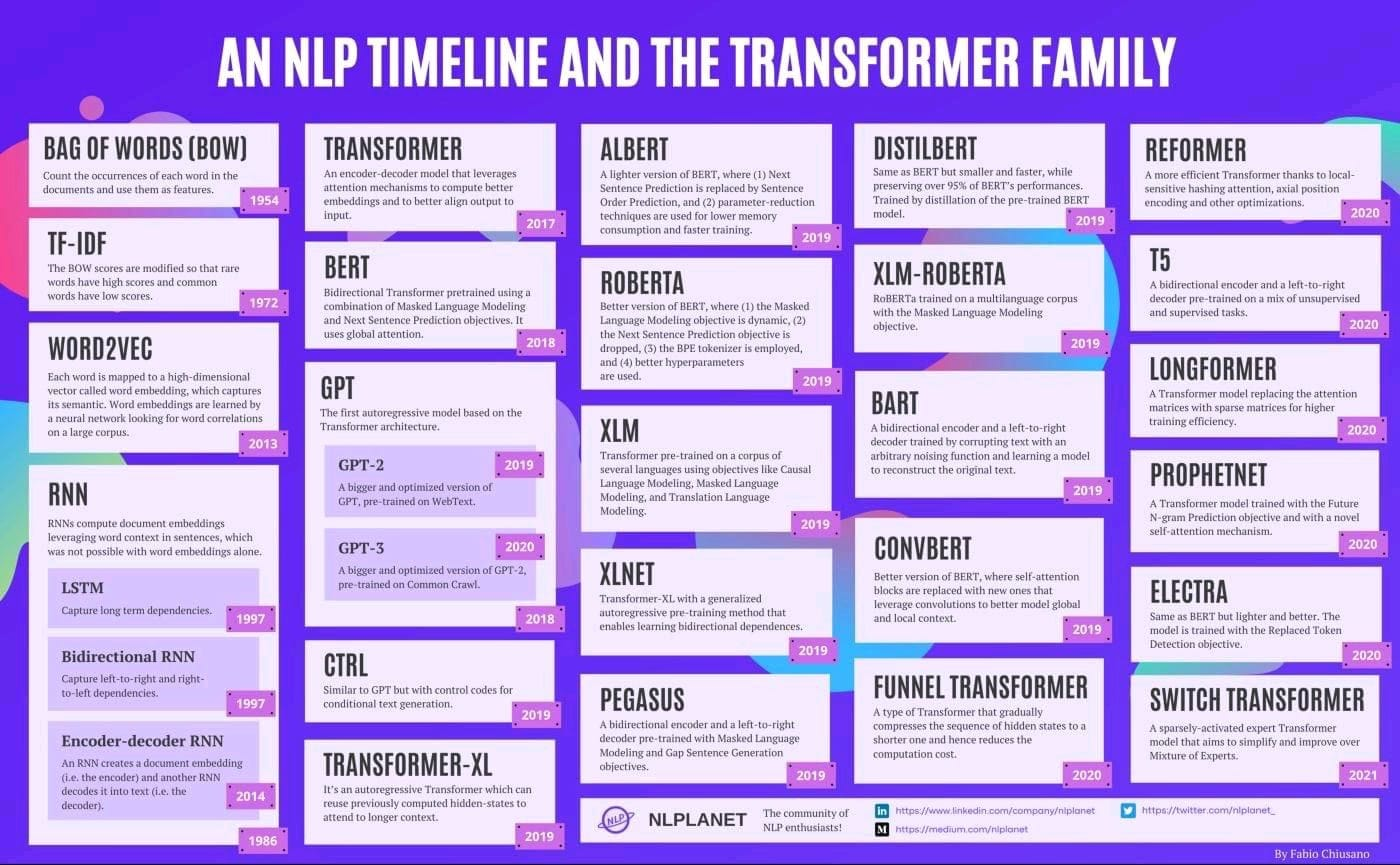 AN NLP TIMELINE AND THE TRANSFORMER FAMILY
BAG OF WORDS (BOW)
Count the occurrences of each word in the
documents and use them as features.
1954
TF-IDF
The BOW scores are modified so that rare
words have high scores and common
words have low scores.
1972
WORD2VEC
Each word is mapped to a high-dimensional
vector called word embedding, which captures
its semantic. Word embeddings are learned by
a neural network looking for word correlations
on a large corpus.
2013
RNN
RNNs compute document embeddings
leveraging word context in sentences, which
was not possible with word embeddings alone.
LSTM
Capture long term dependencies.
1997
Bidirectional RNN
Capture left-to-right and right-
to-left dependencies.
1997
Encoder-decoder RNN
An RNN creates a document embedding
(i.e. the encoder) and another RNN
decodes it into text (i.e. the
decoder).
2014
1986
TRANSFORMER
An encoder-decoder model that leverages
attention mechanisms to compute better
embeddings and to better align output to
input.
2017
BERT
Bidirectional Transformer pretrained using a
combination of Masked Language Modeling
and Next Sentence Prediction objectives. It
uses global attention.
2018
GPT
The first autoregressive model based on the
Transformer architecture.
GPT-2
2019
A bigger and optimized version of
GPT, pre-trained on WebText.
GPT-3
2020
A bigger and optimized version of GPT-2,
pre-trained on Common Crawl.
2018
CTRL
Similar to GPT but with control codes for
conditional text generation.
2019
TRANSFORMER-XL
It's an autoregressive Transformer which can
reuse previously computed hidden-states to
attend to longer context.
2019
ALBERT
A lighter version of BERT, where (1) Next
Sentence Prediction is replaced by Sentence
Order Prediction, and (2) parameter-reduction
techniques are used for lower memory
consumption and faster training.
2019
ROBERTA
Better version of BERT, where (1) the Masked
Language Modeling objective is dynamic, (2)
the Next Sentence Prediction objective is
dropped, (3) the BPE tokenizer is employed,
and (4) better hyperparameters
are used.
2019
XLM
Transformer pre-trained on a corpus of
several languages using objectives like Causal
Language Modeling, Masked Language
Modeling, and Translation Language
Modeling.
2019
XLNET
Transformer-XL with a generalized
autoregressive pre-training method that
enables learning bidirectional dependences.
2019
PEGASUS
A bidirectional encoder and a left-to-right
decoder pre-trained with Masked Language
Modeling and Gap Sentence Generation
objectives.
2019
DISTILBERT
Same as BERT but smaller and faster, while
preserving over 95% of BERT's performances.
Trained by distillation of the pre-trained BERT
model.
2019
XLM-ROBERTA
RoBERTa trained on a multilanguage corpus
with the Masked Language Modeling
objective.
2019
BART
A bidirectional encoder and a left-to-right
decoder trained by corrupting text with an
arbitrary noising function and learning a model
to reconstruct the original text.
2019
CONVBERT
Better version of BERT, where self-attention
blocks are replaced with new ones that
leverage convolutions to better model global
and local context.
2019
FUNNEL TRANSFORMER
A type of Transformer that gradually
compresses the sequence of hidden states to a
shorter one and hence reduces the
computation cost.
2020
REFORMER
A more efficient Transformer thanks to local-
sensitive hashing attention, axial position
encoding and other optimizations.
2020
T5
A bidirectional encoder and a left-to-right
decoder pre-trained on a mix of unsupervised
and supervised tasks.
2020
LONGFORMER
A Transformer model replacing the attention
matrices with sparse matrices for higher
training efficiency.
2020
PROPHETNET
A Transformer model trained with the Future
N-gram Prediction objective and with a novel
self-attention mechanism.
2020
ELECTRA
Same as BERT but lighter and better. The
model is trained with the Replaced Token
Detection objective.
2020
SWITCH TRANSFORMER
A sparsely-activated expert Transformer
model that aims to simplify and improve over
Mixture of Experts.
2021
NLP
NLPLANET
The community of
NLP enthusiasts!
in https://www.linkedin.com/company/nlplanet
M https://medium.com/nlplanet
https://twitter.com/nlplanet_
By Fabio Chiusano